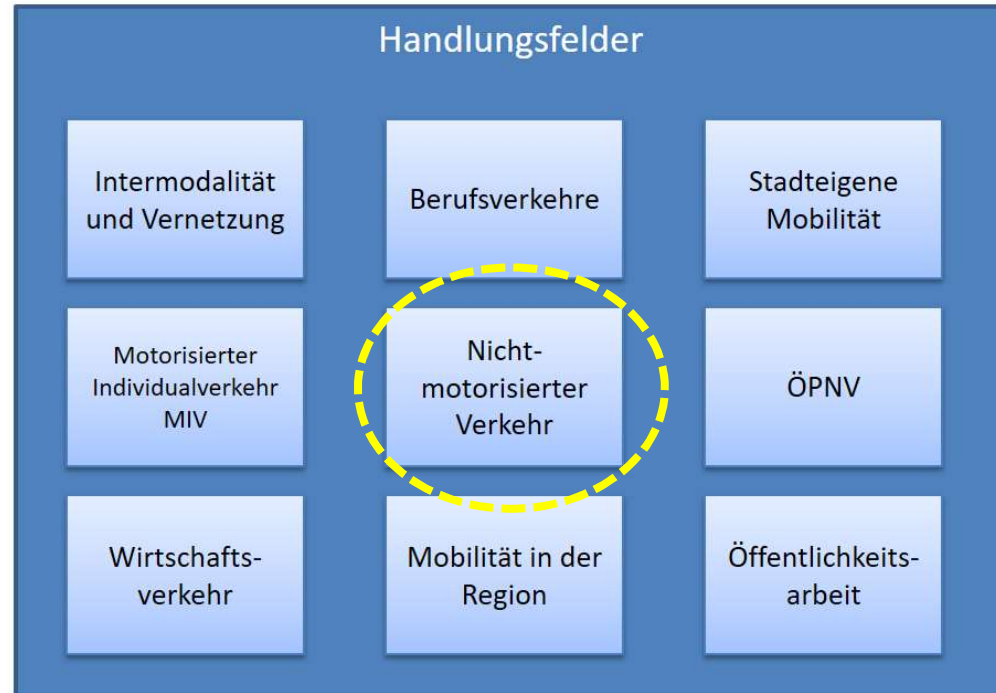 Handlungsfelder
Intermodalität
und Vernetzung
Berufsverkehre
Stadteigene
Mobilität
Motorisierter
Individualverkehr
MIV
Nicht-
motorisierter
Verkehr
ÖPNV
Wirtschafts-
verkehr
Mobilität in der
Region
Öffentlichkeits-
arbeit